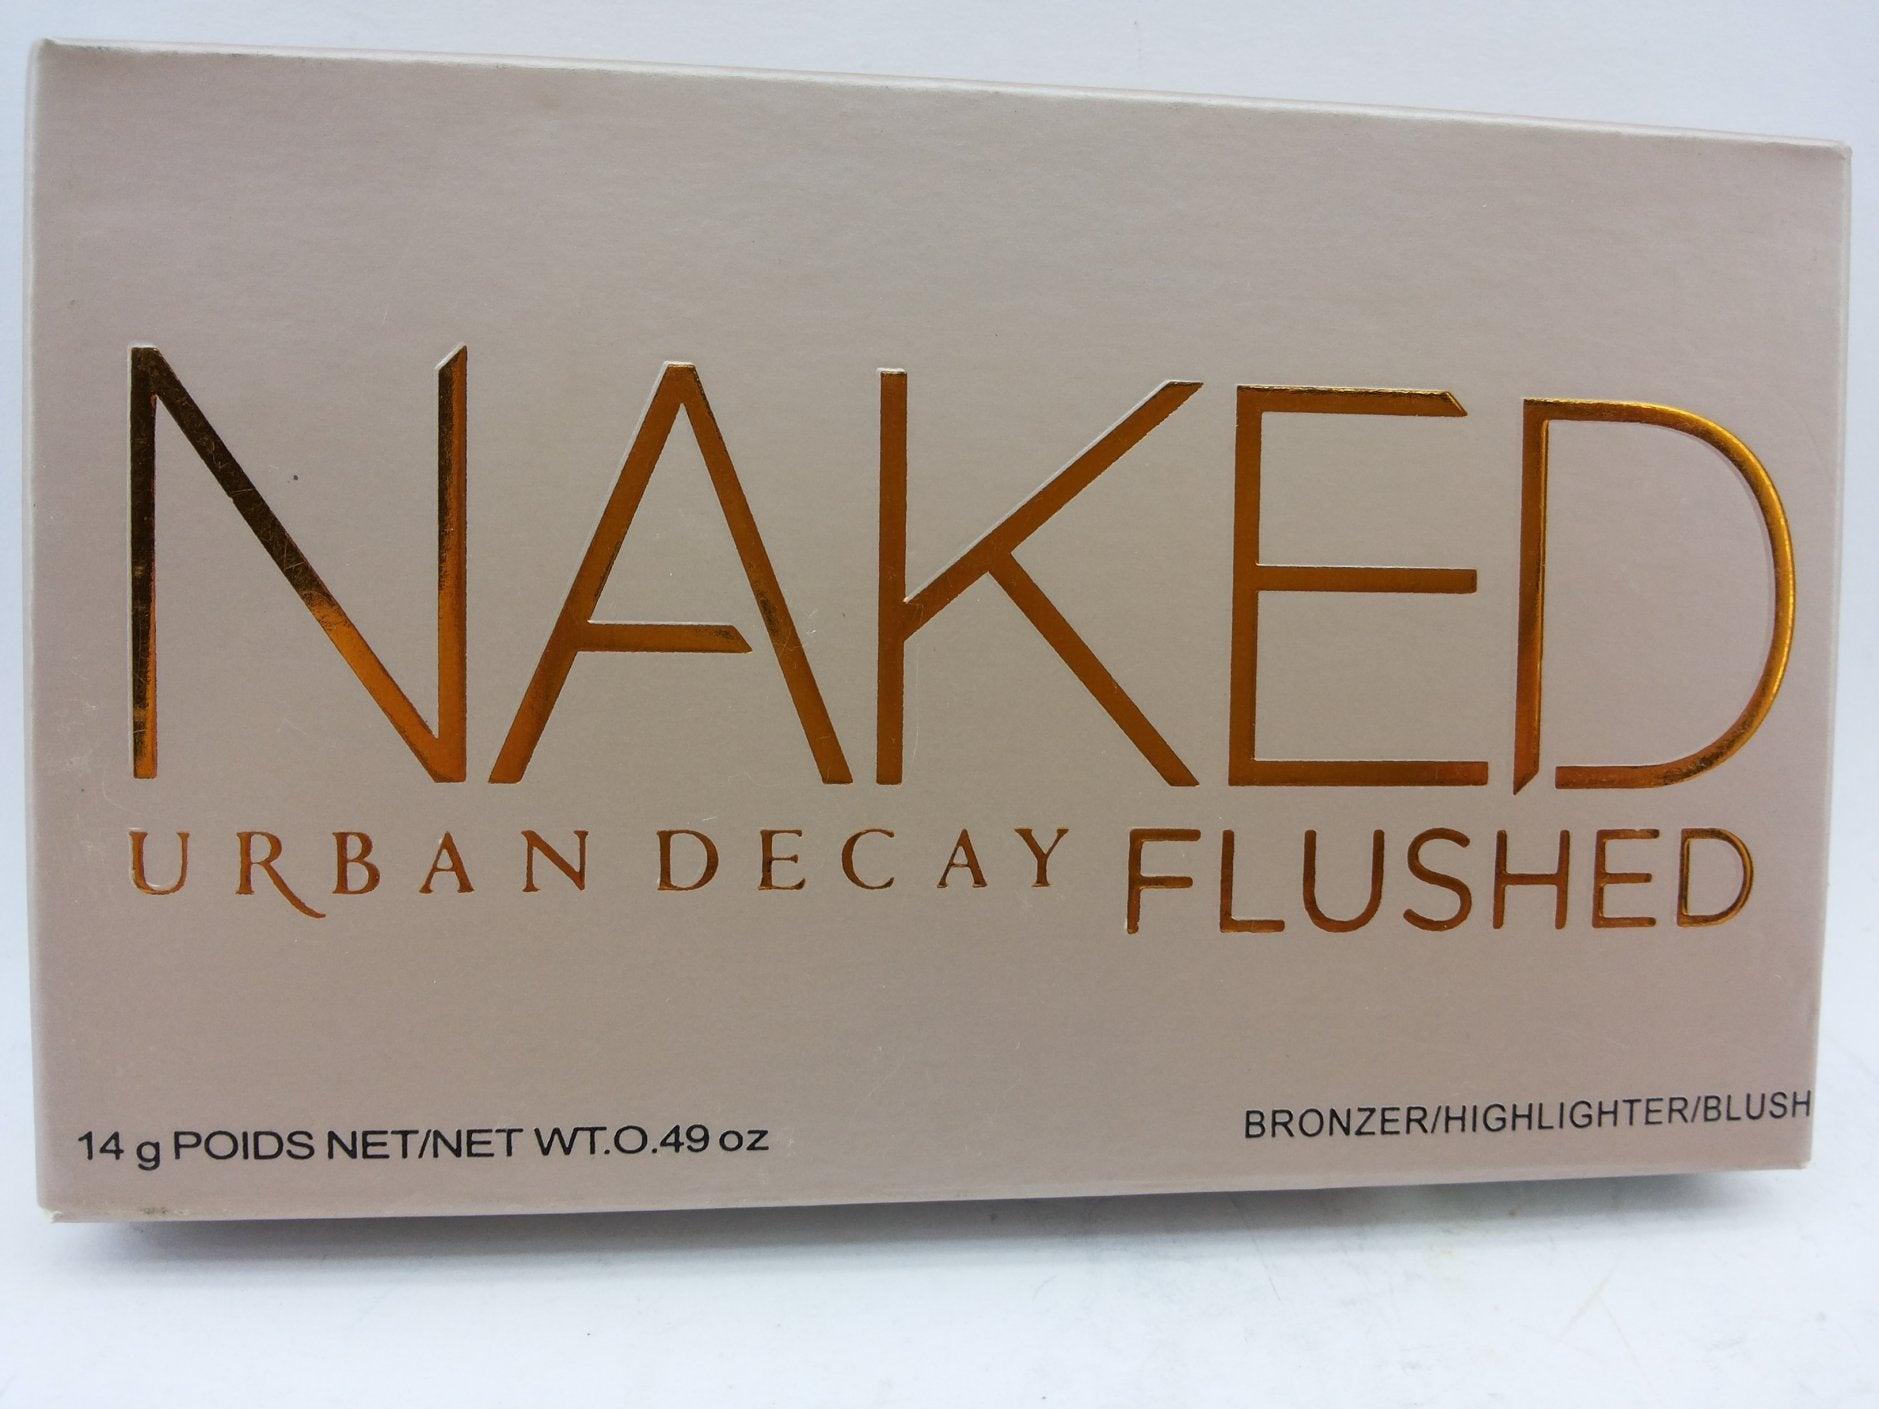 NAKED
URBAN DECAY FLUSHED
14 g POIDS NET/NET WT.O.49 oz
BRONZER/HIGHLIGHTER/BLUSH